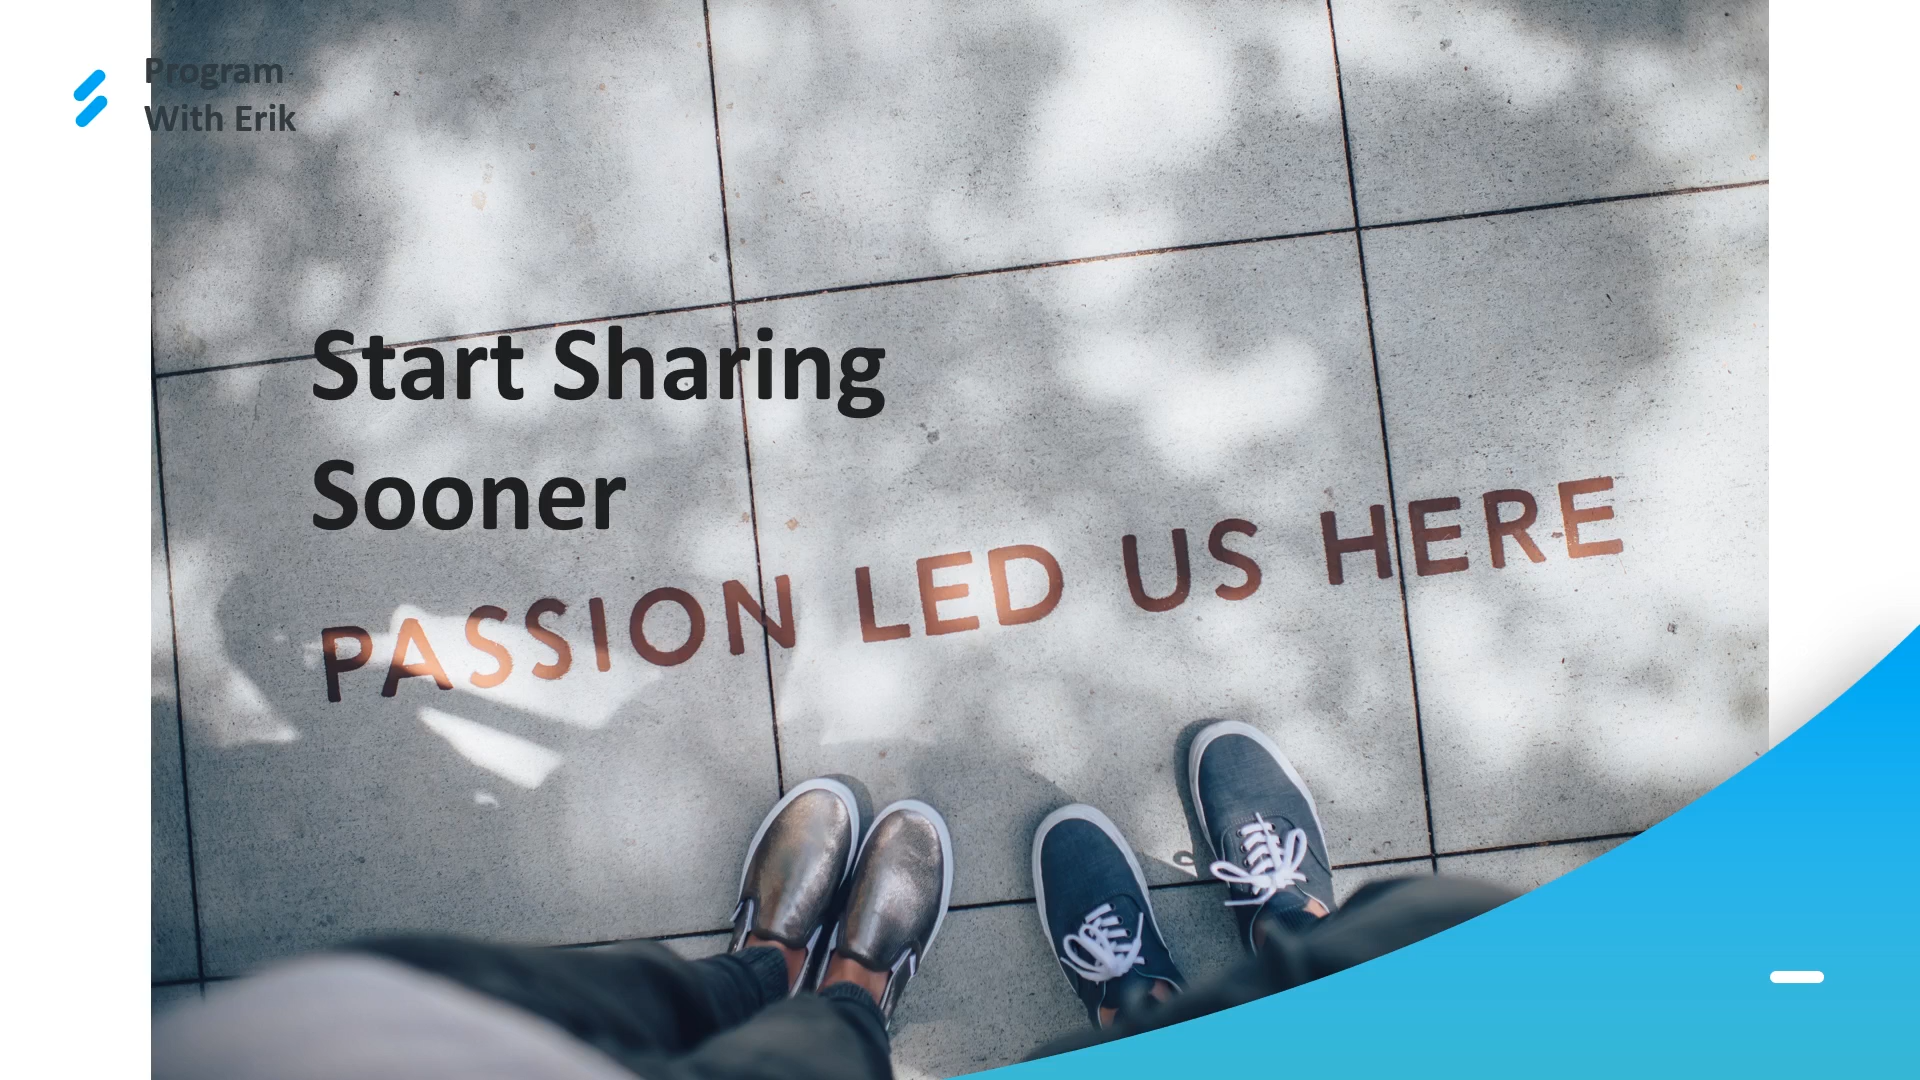 Program
With Erik
Start Sharing
Sooner
PASSION LED US HERE